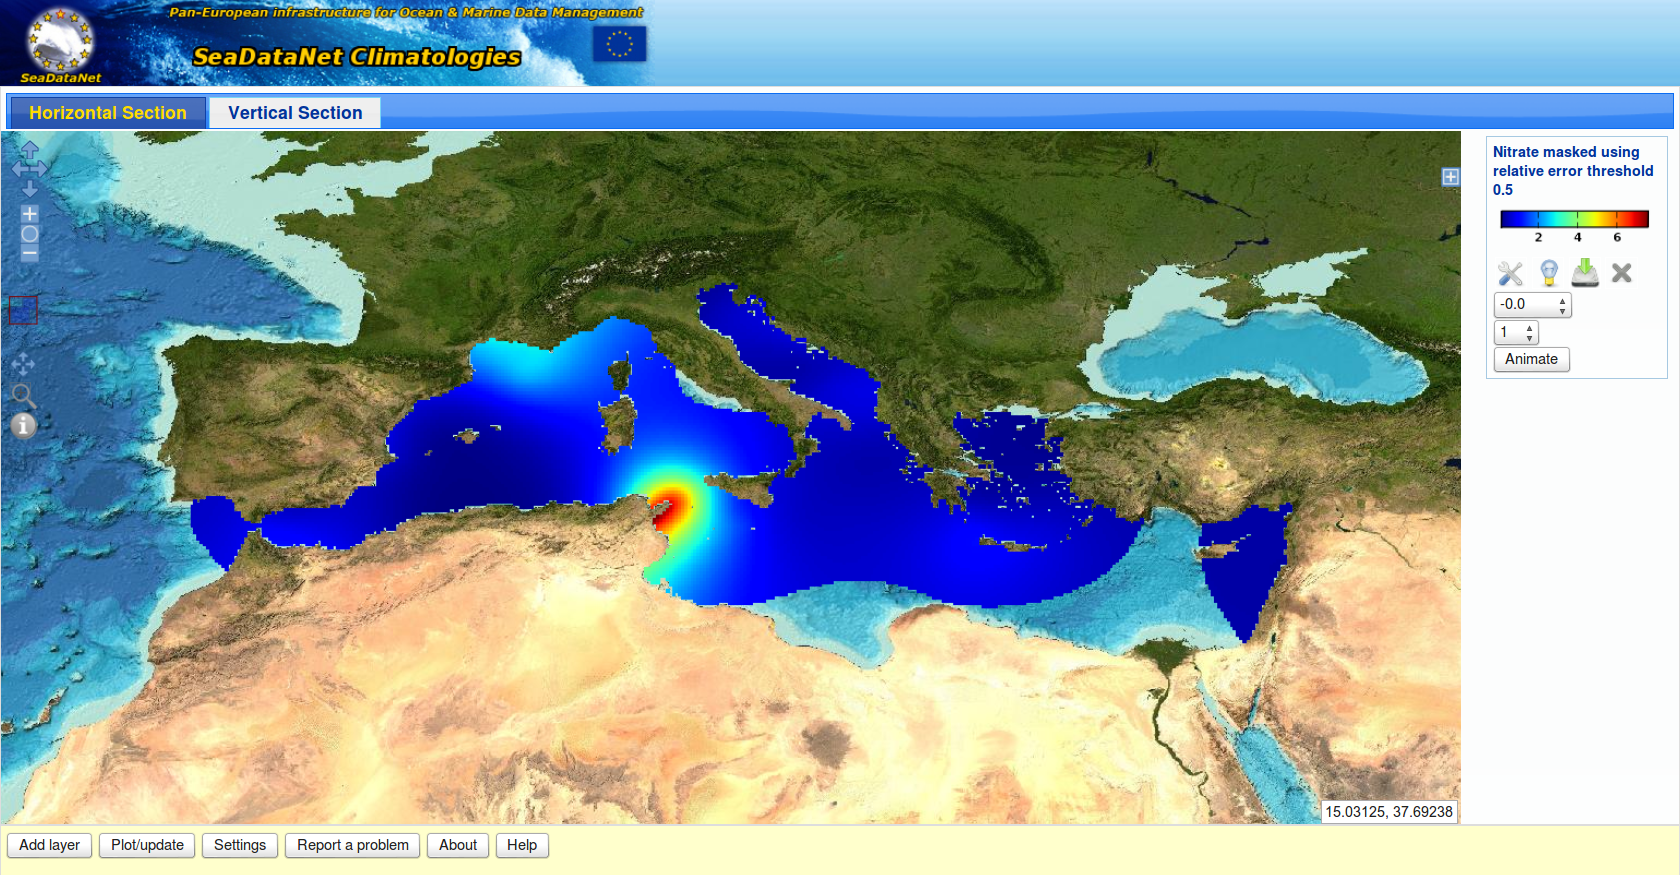 Pan-European infrastructure for Ocean & Marine Data Management
SeaDataNet Climatologies
SeaDataNet
Horizontal Section
Vertical Section
Nitrate masked using
relative error threshold
0.5
2 4 6
-0.0
1
Animate
15.03125, 37.69238
Add layer
Plot/update
Settings
Report a problem
About
Help